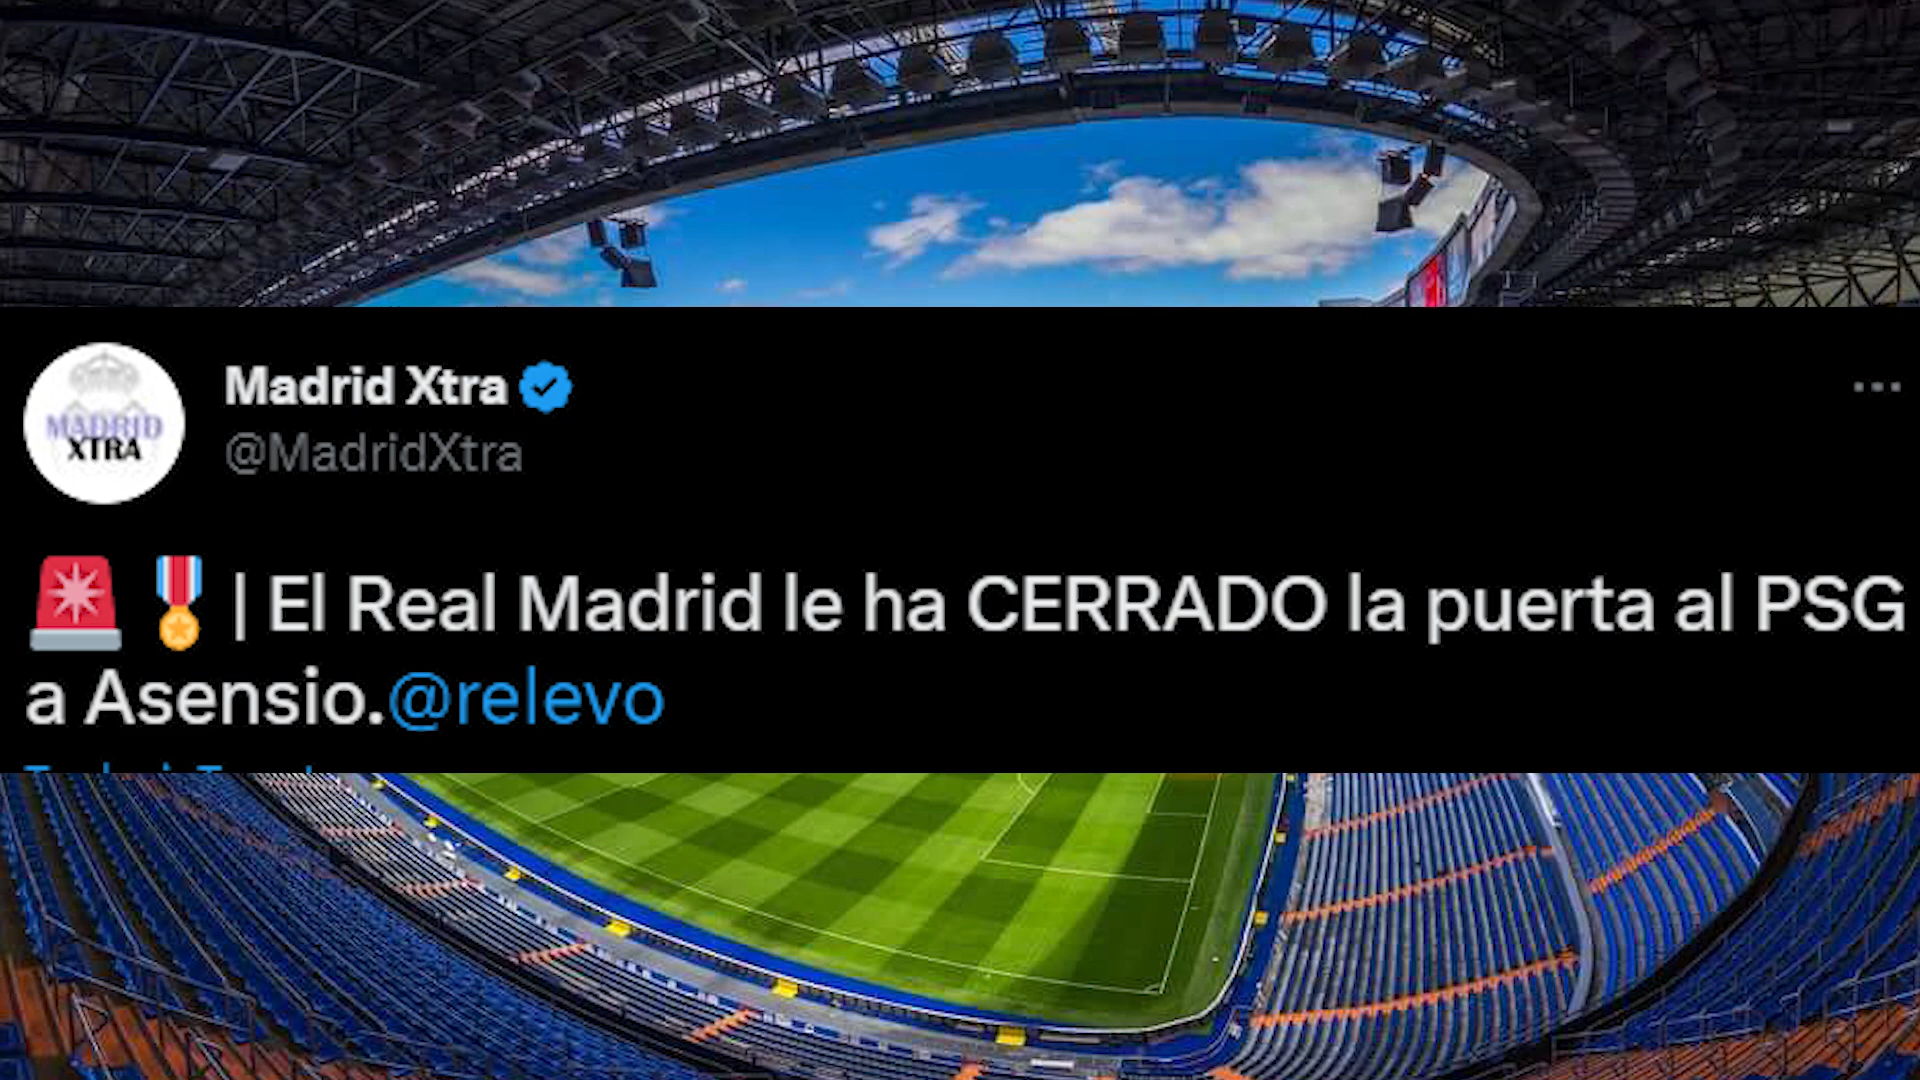 MADRID
XTRA
Madrid Xtra
@MadridXtra
| El Real Madrid le ha CERRADO la puerta al PSG
a Asensio.@relevo